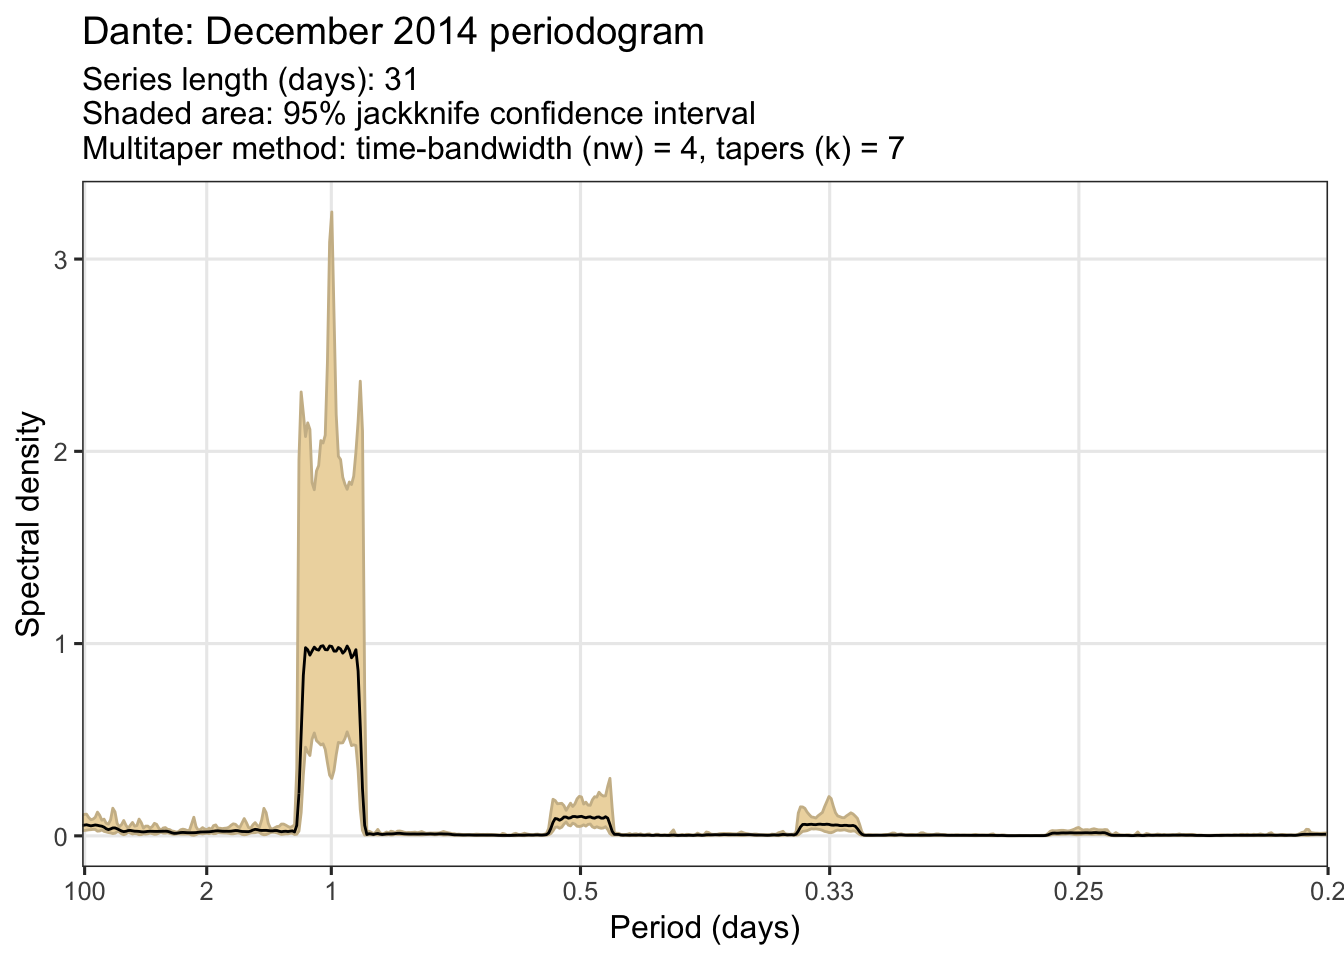 Dante: December 2014 periodogram
Series length (days): 31
Shaded area: 95% jackknife confidence interval
Multitaper method: time-bandwidth (nw) = 4, tapers (k) = 7
Spectral density
3
2
1
0
100 2 1 0.5 0.33 0.25 0.2
Period (days)